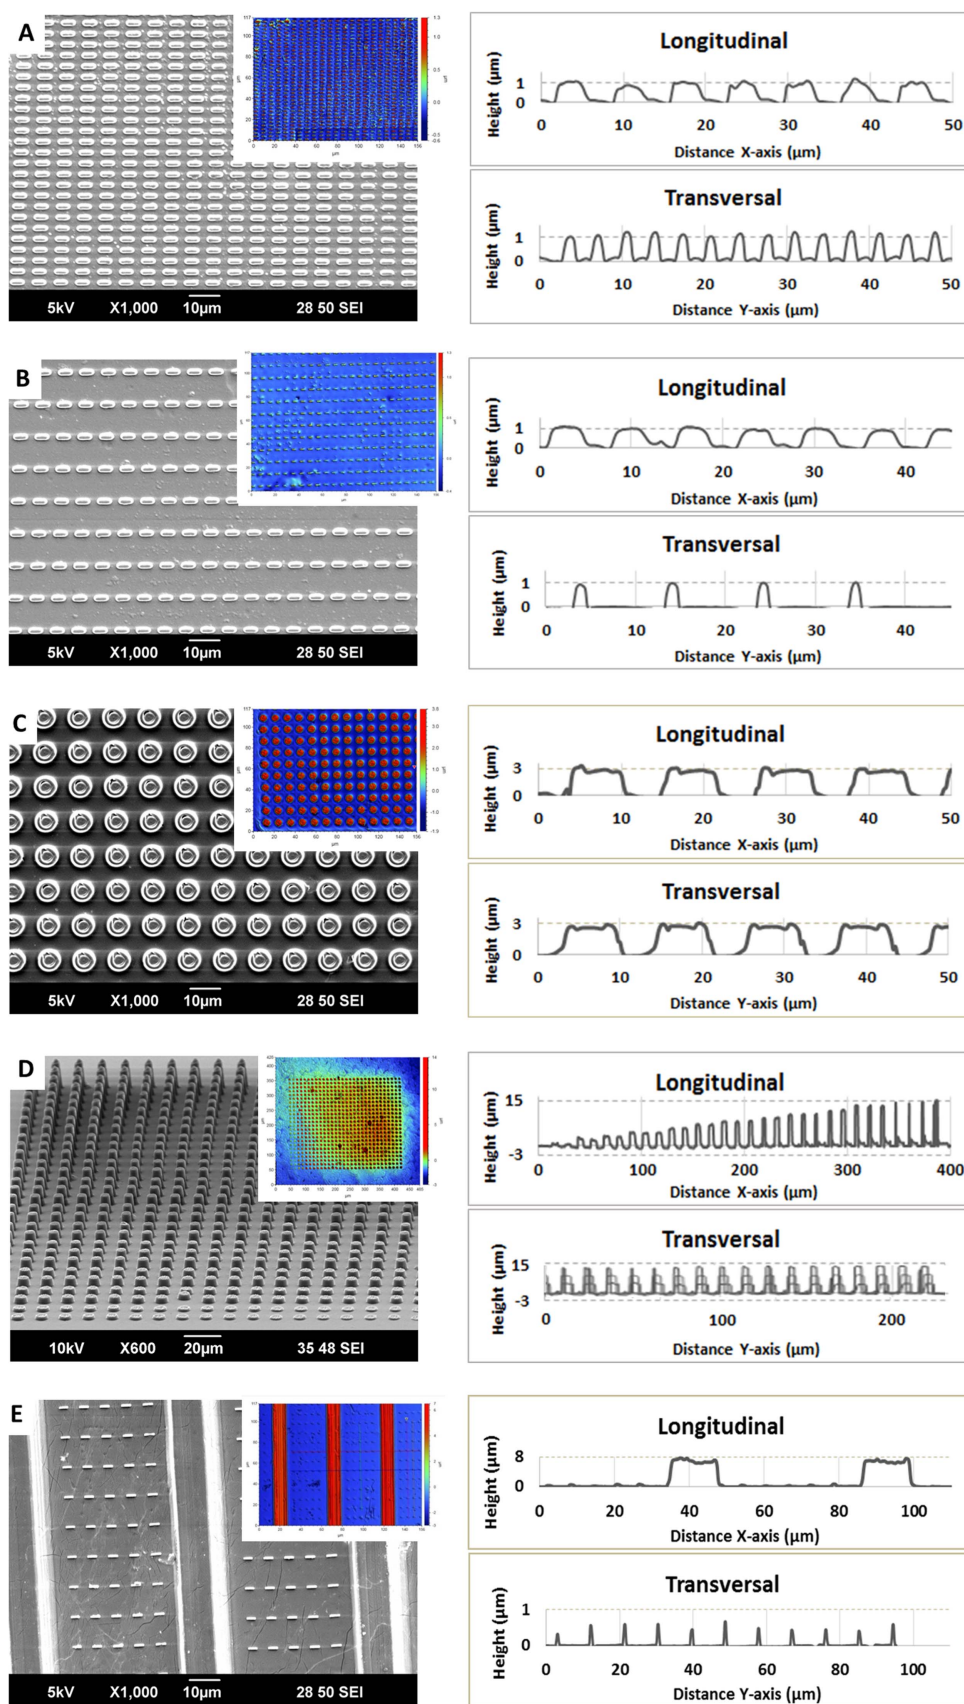 A
5kV X1,000 10µm 28 50 SEI
Longitudinal
Height (µm)
1
0
0 10 20 30 40 50
Distance X-axis (µm)
Transversal
Height (µm)
1
0
0 10 20 30 40 50
Distance Y-axis (µm)
B
5kV X1,000 10µm 28 50 SEI
Longitudinal
Height (µm)
1
0
0 10 20 30 40
Distance X-axis (µm)
Transversal
Height (µm)
1
0
0 10 20 30 40
Distance Y-axis (µm)
C
5kV X1,000 10µm 28 50 SEI
Longitudinal
Height (µm)
3
0
0 10 20 30 40 50
Distance X-axis (µm)
Transversal
Height (µm)
3
0
0 10 20 30 40 50
Distance Y-axis (µm)
D
10kV X600 20µm 35 48 SEI
Longitudinal
Height (µm)
15
-3
0 100 200 300 400
Distance X-axis (µm)
Transversal
Height (µm)
15
-3
0 100 200
Distance Y-axis (µm)
E
5kV X1,000 10µm 28 50 SEI
Longitudinal
Height (µm)
8
0
0 20 40 60 80 100
Distance X-axis (µm)
Transversal
Height (µm)
1
0
0 20 40 60 80 100
Distance Y-axis (µm)